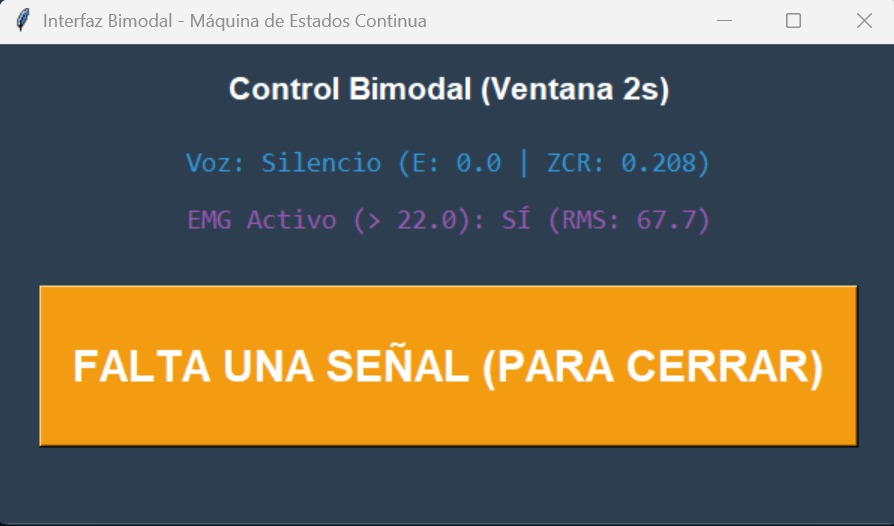 Interfaz Bimodal - Máquina de Estados Continua
Control Bimodal (Ventana 2s)
Voz: Silencio (E: 0.0 | ZCR: 0.208)
EMG Activo (> 22.0): SÍ (RMS: 67.7)
FALTA UNA SEÑAL (PARA CERRAR)